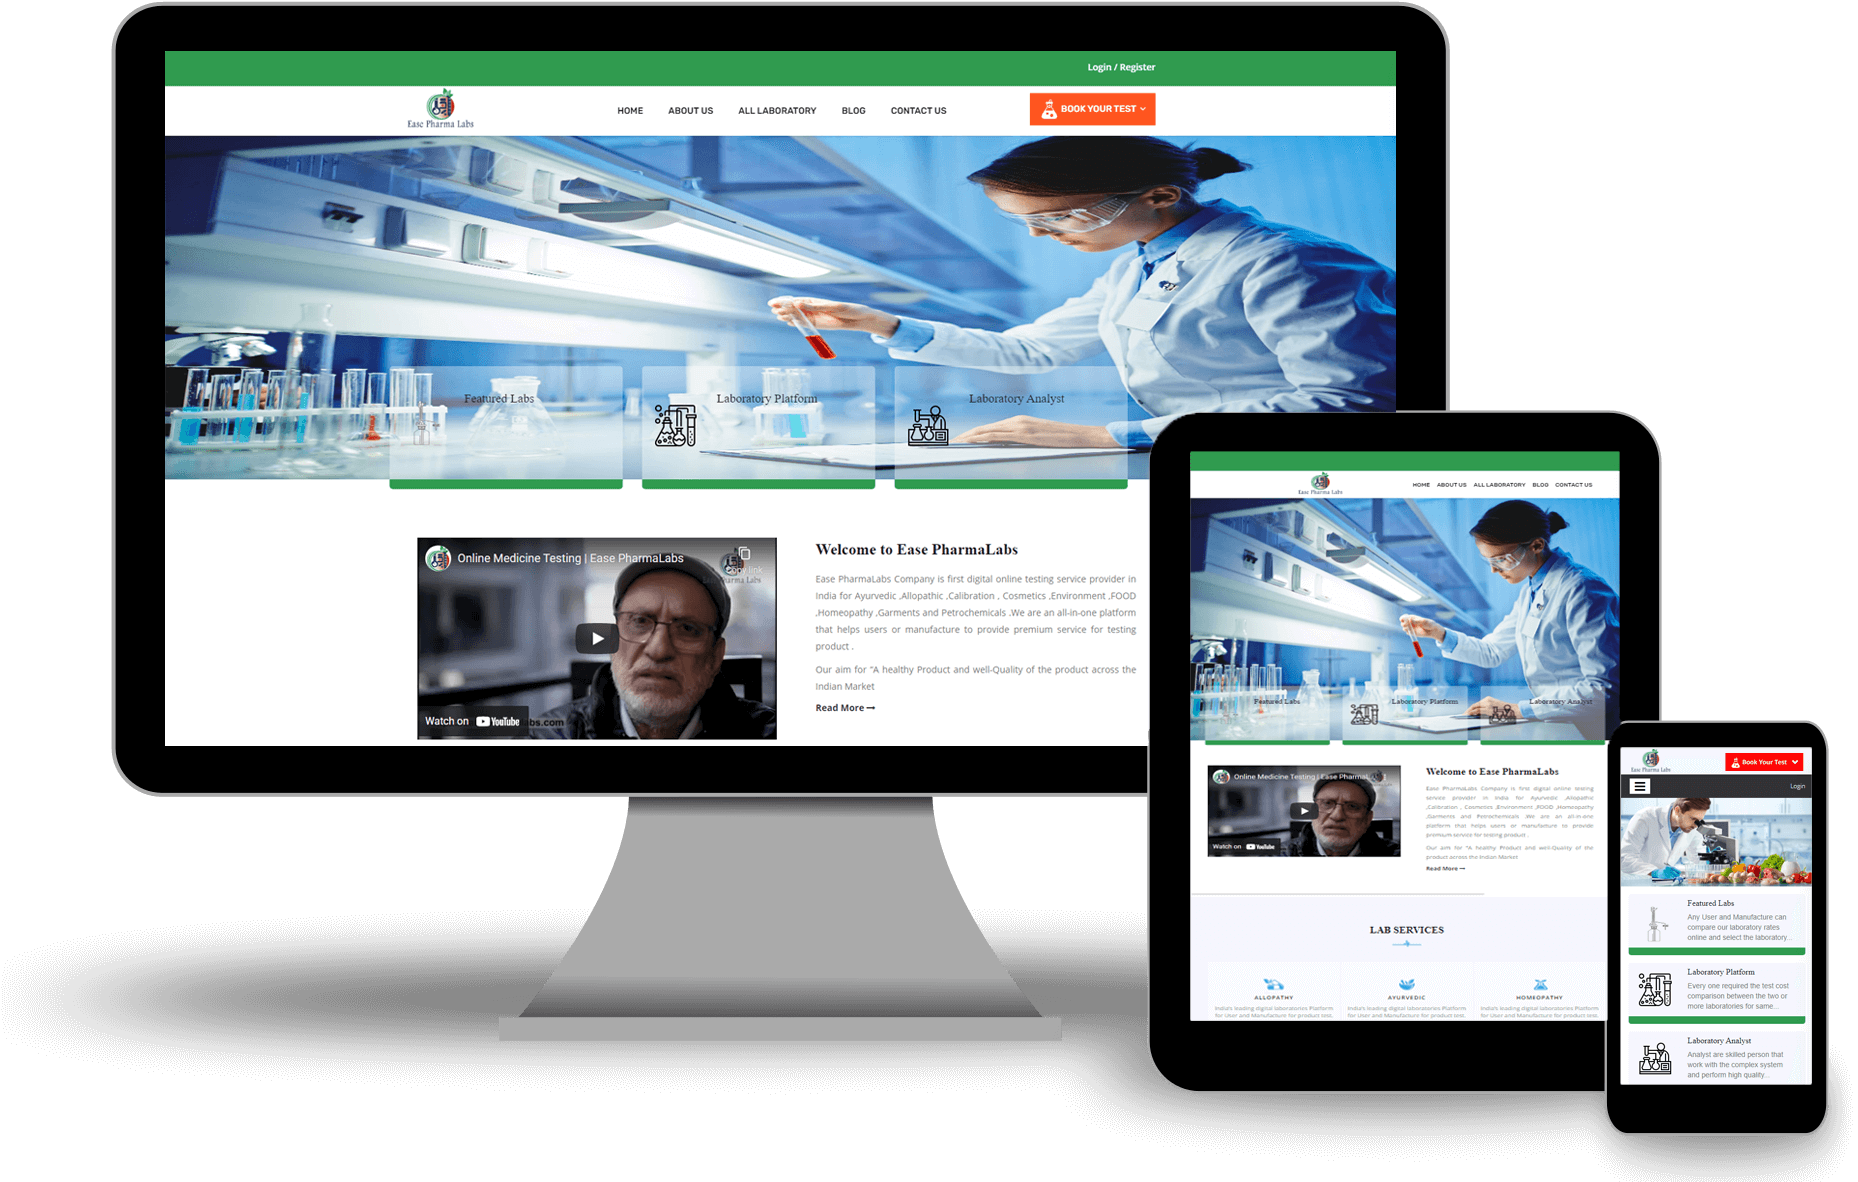 Login / Register
Ease Pharma Labs
HOME ABOUT US ALL LABORATORY BLOG CONTACT US
BOOK YOUR TEST
Featured Labs
Laboratory Platform
Laboratory Analyst
Online Medicine Testing | Ease PharmaLabs
Copy link
Watch on YouTube
bs.com
Welcome to Ease PharmaLabs
Ease PharmaLabs Company is first digital online testing service provider in
India for Ayurvedic ,Allopathic ,Calibration , Cosmetics ,Environment ,FOOD
,Homeopathy ,Garments and Petrochemicals .We are an all-in-one platform
that helps users or manufacture to provide premium service for testing
product .
Our aim for "A healthy Product and well-Quality of the product across the
Indian Market
Read More
Ease Pharma Labs
HOME ABOUT US ALL LABORATORY BLOG CONTACT US
Featured Labs
Laboratory Platform
Laboratory Analyst
Online Medicine Testing | Ease Pharma
Watch on YouTube
Welcome to Ease PharmaLabs
Ease PharmaLabs Company is first digital online testing
service provider in India for Ayurvedic ,Allopathic
,Calibration , Cosmetics ,Environment ,FOOD ,Homeopathy
,Garments and Petrochemicals .We are an all-in-one
platform that helps users or manufacture to provide
premium service for testing product .
Our aim for "A healthy Product and well-Quality of the
product across the Indian Market
Read More
LAB SERVICES
ALLOPATHY
India's leading digital laboratories Platform
for User and Manufacture for product test.
AYURVEDIC
India's leading digital laboratories Platform
for User and Manufacture for product test.
HOMEOPATHY
India's leading digital laboratories Platform
for User and Manufacture for product test.
Ease Pharma Labs
Book Your Test
Login
Featured Labs
Any User and Manufacture can
compare our laboratory rates
online and select the laboratory...
Laboratory Platform
Every one required the test cost
comparison between the two or
more laboratories for same...
Laboratory Analyst
Analyst are skilled person that
work with the complex system
and perform high quality...